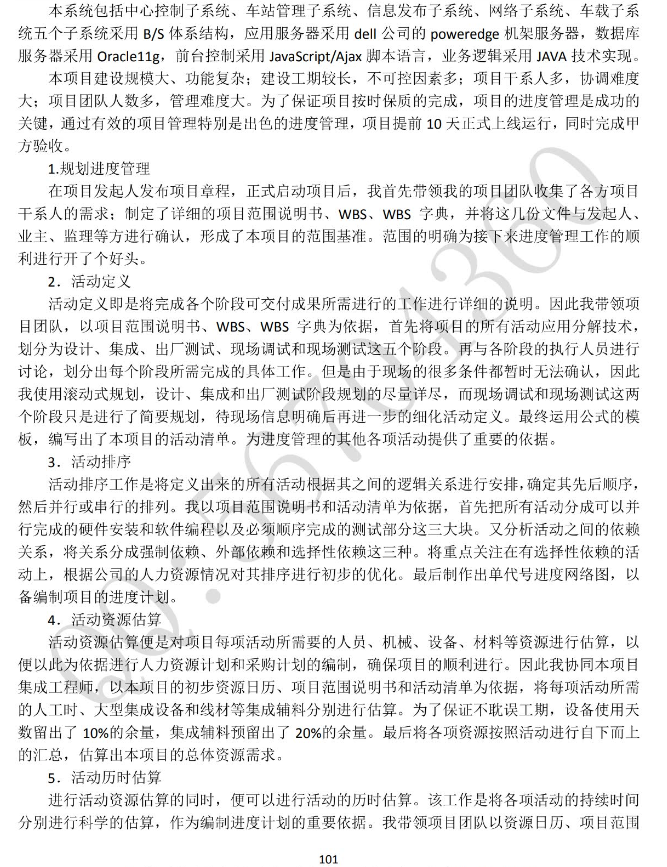 本系统包括中心控制子系统、车站管理子系统、信息发布子系统、网络子系统、车载子系
统五个子系统采用 B/S 体系结构，应用服务器采用 dell 公司的 poweredge 机架服务器，数据库
服务器采用 Oracle11g，前台控制采用 JavaScript/Ajax 脚本语言，业务逻辑采用 JAVA 技术实现。
本项目建设规模大、功能复杂；建设工期较长，不可控因素多；项目干系人多，协调难度
大；项目团队人数多，管理难度大。为了保证项目按时保质的完成，项目的进度管理是成功的
关键，通过有效的项目管理特别是出色的进度管理，项目提前 10 天正式上线运行，同时完成甲
方验收。
1.规划进度管理
在项目发起人发布项目章程，正式启动项目后，我首先带领我的项目团队收集了各方项目
干系人的需求；制定了详细的项目范围说明书、WBS、WBS 字典，并将这几份文件与发起人、
业主、监理等方进行确认，形成了本项目的范围基准。范围的明确为接下来进度管理工作的顺
利进行开了个好头。
2．活动定义
活动定义即是将完成各个阶段可交付成果所需进行的工作进行详细的说明。因此我带领项
目团队，以项目范围说明书、WBS、WBS 字典为依据，首先将项目的所有活动应用分解技术，
划分为设计、集成、出厂测试、现场调试和现场测试这五个阶段。再与各阶段的执行人员进行
讨论，划分出每个阶段所需完成的具体工作。但是由于现场的很多条件都暂时无法确认，因此
我使用滚动式规划，设计、集成和出厂测试阶段规划的尽量详尽，而现场调试和现场测试这两
个阶段只是进行了简要规划，待现场信息明确后再进一步的细化活动定义。最终运用公式的模
板，编写出了本项目的活动清单。为进度管理的其他各项活动提供了重要的依据。
3．活动排序
活动排序工作是将定义出来的所有活动根据其之间的逻辑关系进行安排，确定其先后顺序，
然后并行或串行的排列。我以项目范围说明书和活动清单为依据，首先把所有活动分成可以并
行完成的硬件安装和软件编程以及必须顺序完成的测试部分这三大块。又分析活动之间的依赖
关系，将关系分成强制依赖、外部依赖和选择性依赖这三种。将重点关注在有选择性依赖的活
动上，根据公司的人力资源情况对其排序进行初步的优化。最后制作出单代号进度网络图，以
备编制项目的进度计划。
4．活动资源估算
活动资源估算便是对项目每项活动所需要的人员、机械、设备、材料等资源进行估算，以
便以此为依据进行人力资源计划和采购计划的编制，确保项目的顺利进行。因此我协同本项目
集成工程师，以本项目的初步资源日历、项目范围说明书和活动清单为依据，将每项活动所需
的人工时、大型集成设备和线材等集成辅料分别进行估算。为了保证不耽误工期，设备使用天
数留出了 10%的余量，集成辅料预留出了 20%的余量。最后将各项资源按照活动进行自下而上
的汇总，估算出本项目的总体资源需求。
5．活动历时估算
进行活动资源估算的同时，便可以进行活动的历时估算。该工作是将各项活动的持续时间
分别进行科学的估算，作为编制进度计划的重要依据。我带领项目团队以资源日历、项目范围
101
QQ:56704360